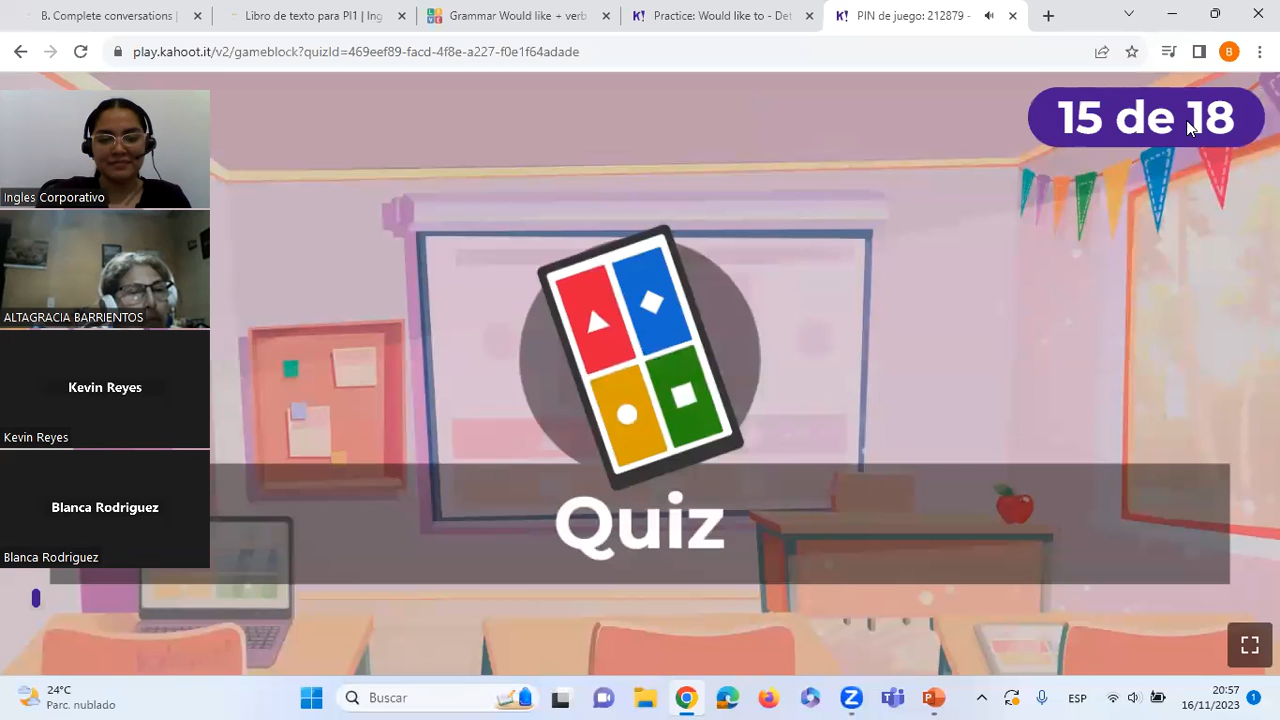 B. Complete conversations |
Libro de texto para PI1 | Ing
Grammar Would like + verb
Practice: Would like to - Det
PIN de juego: 212879 -
play.kahoot.it/v2/gameblock?quizId=469eef89-facd-4f8e-a227-f0e1f64adade
B
15 de 18
Ingles Corporativo
ALTAGRACIA BARRIENTOS
Kevin Reyes
Kevin Reyes
Blanca Rodriguez
Blanca Rodriguez
Quiz
24°C
Parc. nublado
Buscar
ESP
20:57
16/11/2023
1